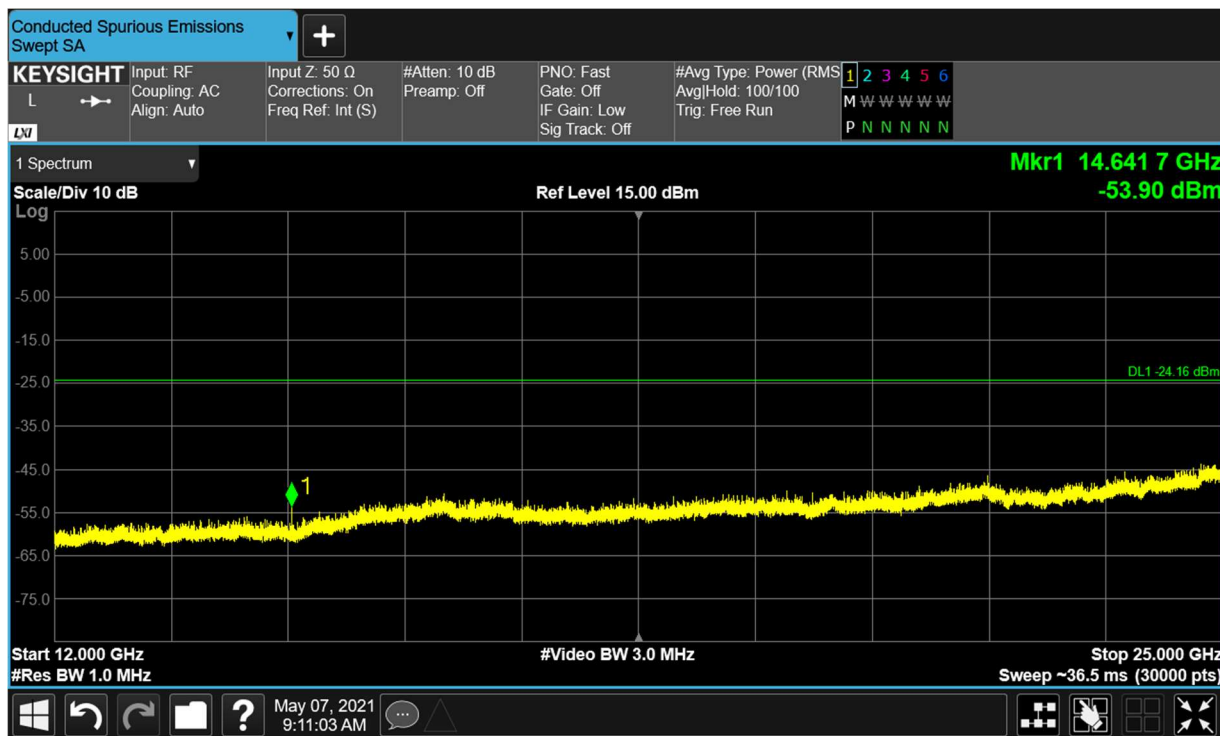 Conducted Spurious Emissions
Swept SA
+
KEYSIGHT
L
LXI
Input: RF
Coupling: AC
Align: Auto
Input Z: 50 Ω
Corrections: On
Freq Ref: Int (S)
#Atten: 10 dB
Preamp: Off
PNO: Fast
Gate: Off
IF Gain: Low
Sig Track: Off
#Avg Type: Power (RMS
Avg|Hold: 100/100
Trig: Free Run
1 2 3 4 5 6
M W W W W W
P N N N N N
1 Spectrum
Mkr1 14.641 7 GHz
-53.90 dBm
Scale/Div 10 dB
Ref Level 15.00 dBm
Log
5.00
-5.00
-15.0
DL1 -24.16 dBm
-25.0
-35.0
-45.0
1
-55.0
-65.0
-75.0
Start 12.000 GHz
#Video BW 3.0 MHz
Stop 25.000 GHz
#Res BW 1.0 MHz
Sweep ~36.5 ms (30000 pts)
?
May 07, 2021
9:11:03 AM